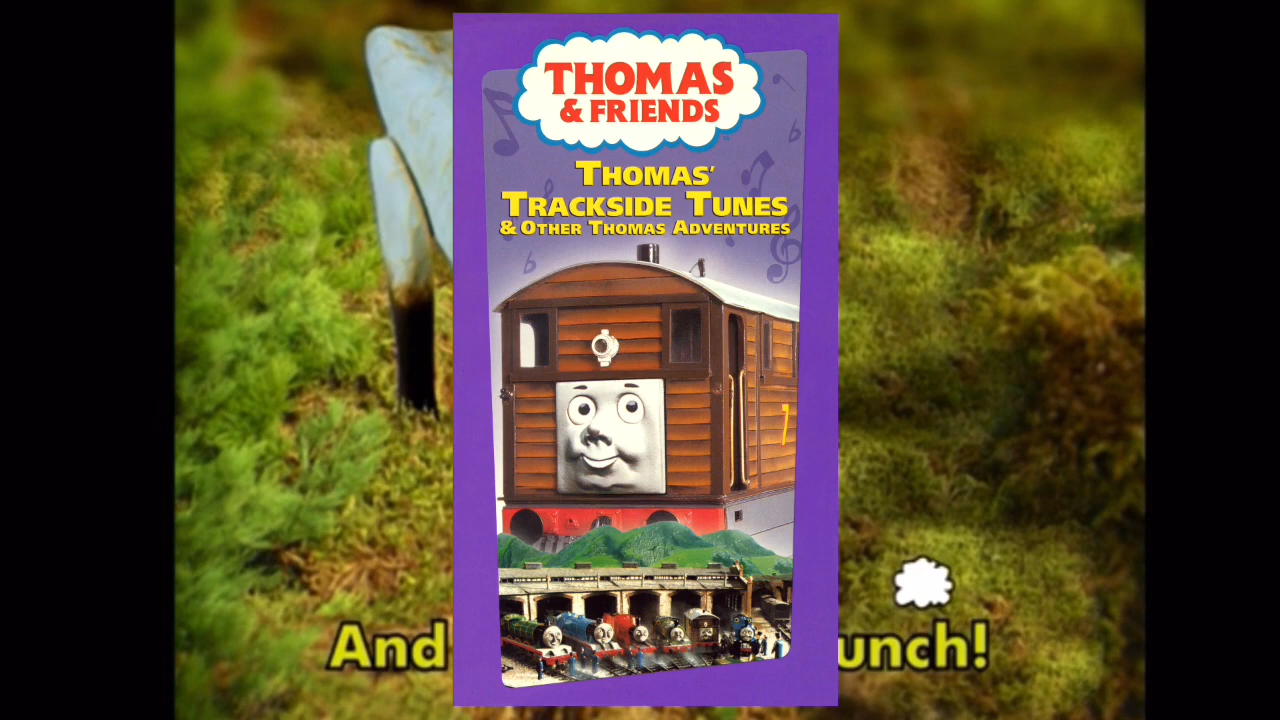 THOMAS
& FRIENDS
THOMAS'
TRACKSIDE TUNES
& OTHER THOMAS ADVENTURES
7
And unch!